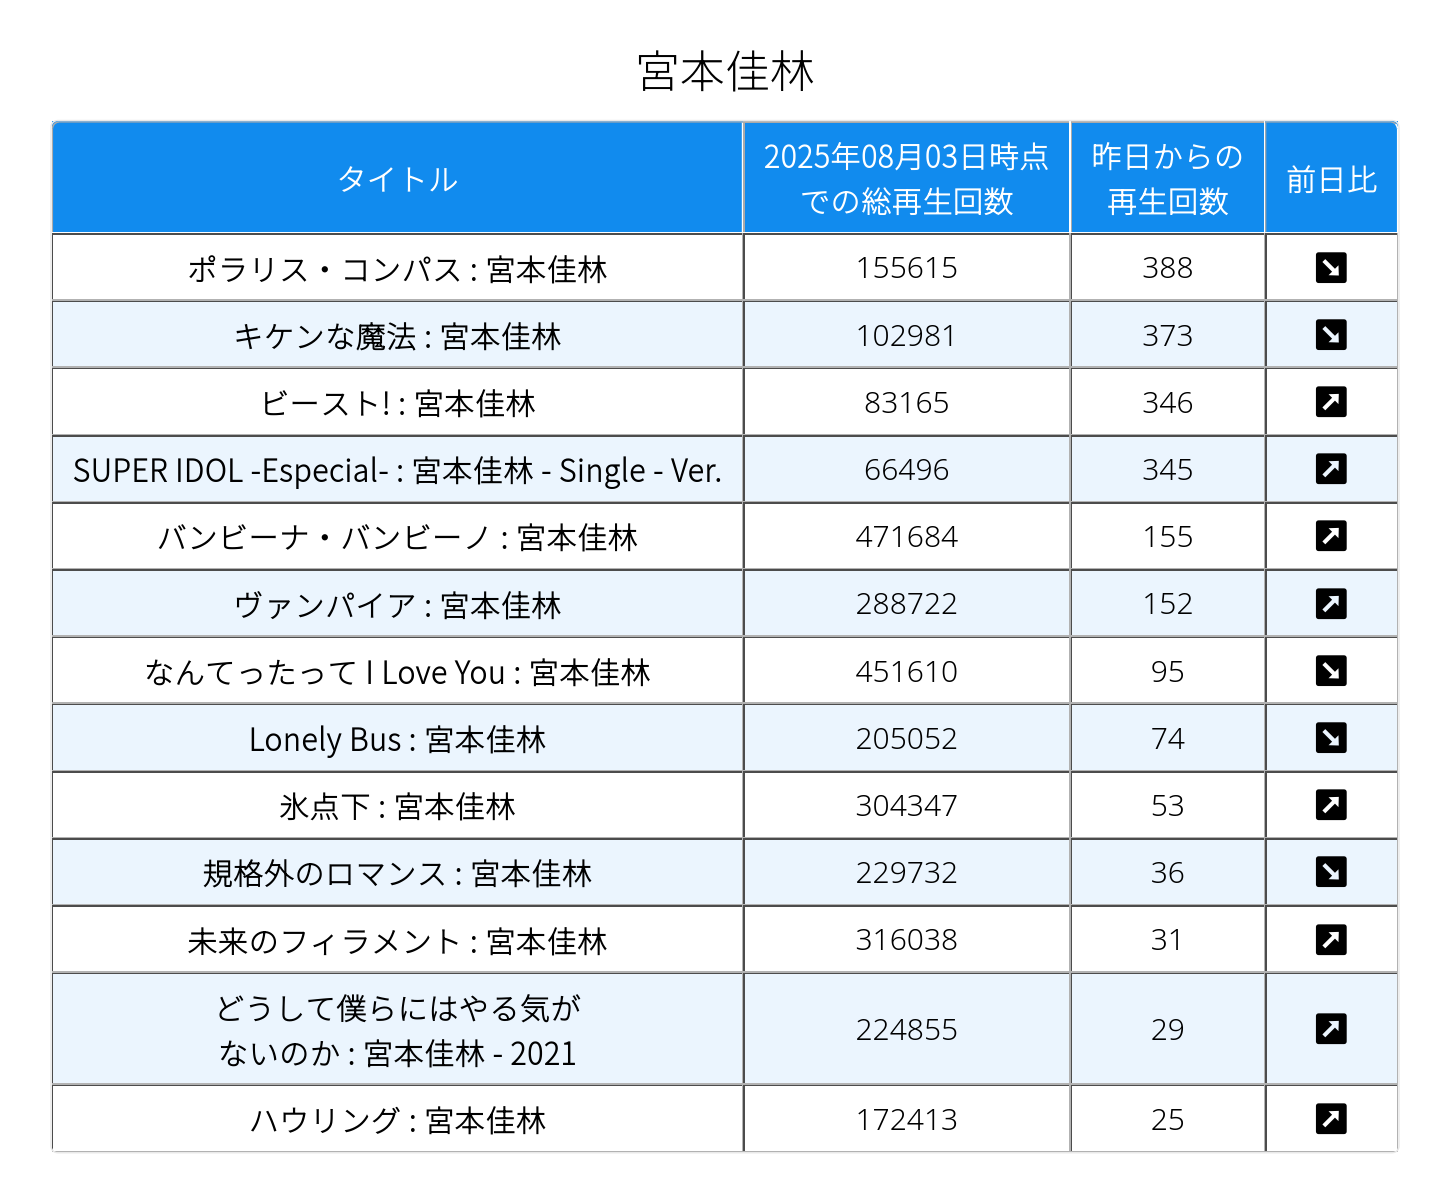 宮本佳林
タイトル
2025年08月03日時点
での総再生回数
昨日からの
再生回数
前日比
ポラリス・コンパス : 宮本佳林 155615 388 ↘
キケンな魔法 : 宮本佳林 102981 373 ↘
ビースト! : 宮本佳林 83165 346 ↗
SUPER IDOL -Especial- : 宮本佳林 - Single - Ver. 66496 345 ↗
バンビーナ・バンビーノ : 宮本佳林 471684 155 ↗
ヴァンパイア : 宮本佳林 288722 152 ↗
なんてったって I Love You : 宮本佳林 451610 95 ↘
Lonely Bus : 宮本佳林 205052 74 ↘
氷点下 : 宮本佳林 304347 53 ↗
規格外のロマンス : 宮本佳林 229732 36 ↘
未来のフィラメント : 宮本佳林 316038 31 ↗
どうして僕らにはやる気が
ないのか : 宮本佳林 - 2021 224855 29 ↗
ハウリング : 宮本佳林 172413 25 ↗